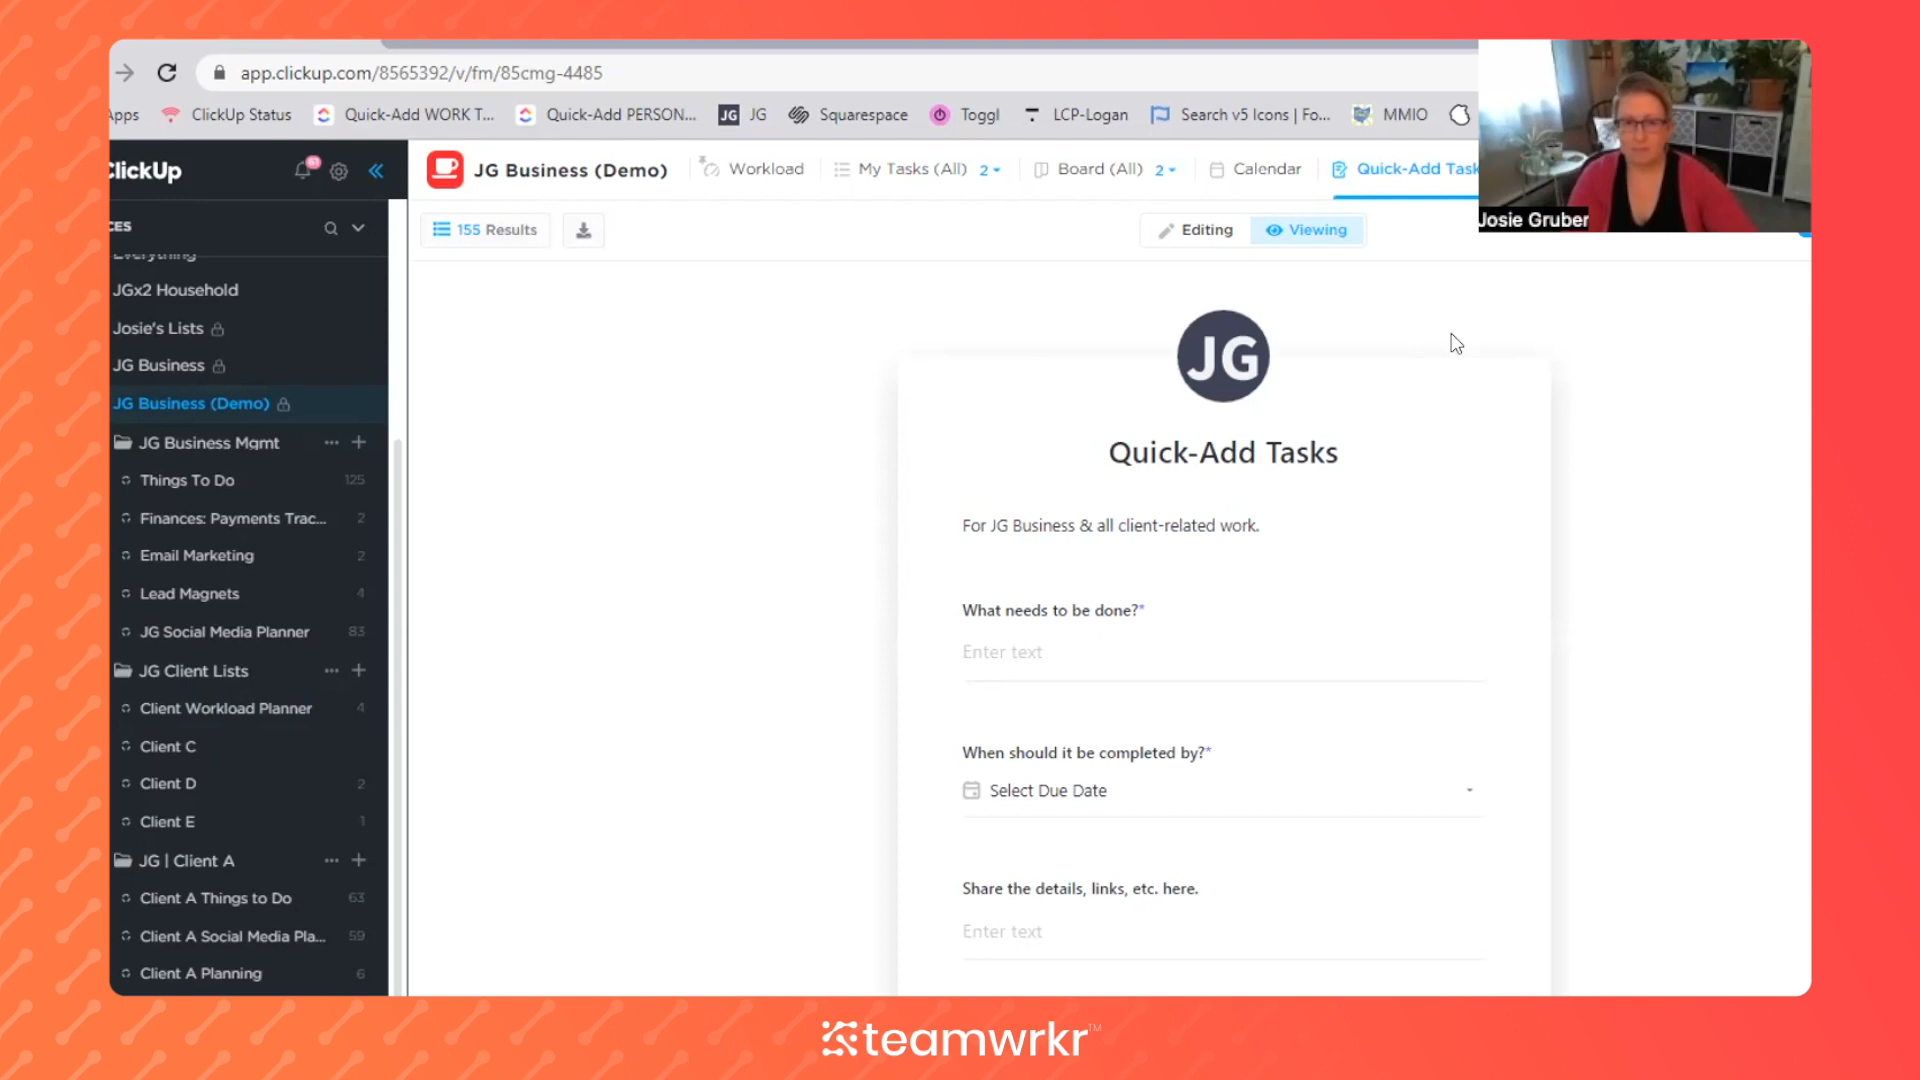 app.clickup.com/8565392/v/fm/85cmg-4485
Apps ClickUp Status Quick-Add WORK T... Quick-Add PERSON... JG JG Squarespace Toggl LCP-Logan Search v5 Icons | Fo... MMIO
ClickUp 61
JG Business (Demo) Workload My Tasks (All) 2 Board (All) 2 Calendar Quick-Add Task
Josie Gruber
155 Results Editing Viewing
CES
Everything
JGx2 Household
Josie's Lists
JG Business
JG Business (Demo)
JG Business Mgmt
Things To Do 125
Finances: Payments Trac... 2
Email Marketing 2
Lead Magnets 4
JG Social Media Planner 83
JG Client Lists
Client Workload Planner 4
Client C
Client D 2
Client E 1
JG | Client A
Client A Things to Do 63
Client A Social Media Pla... 59
Client A Planning 6
JG
Quick-Add Tasks
For JG Business & all client-related work.
What needs to be done?*
Enter text
When should it be completed by?*
Select Due Date
Share the details, links, etc. here.
Enter text
teamwrkr™